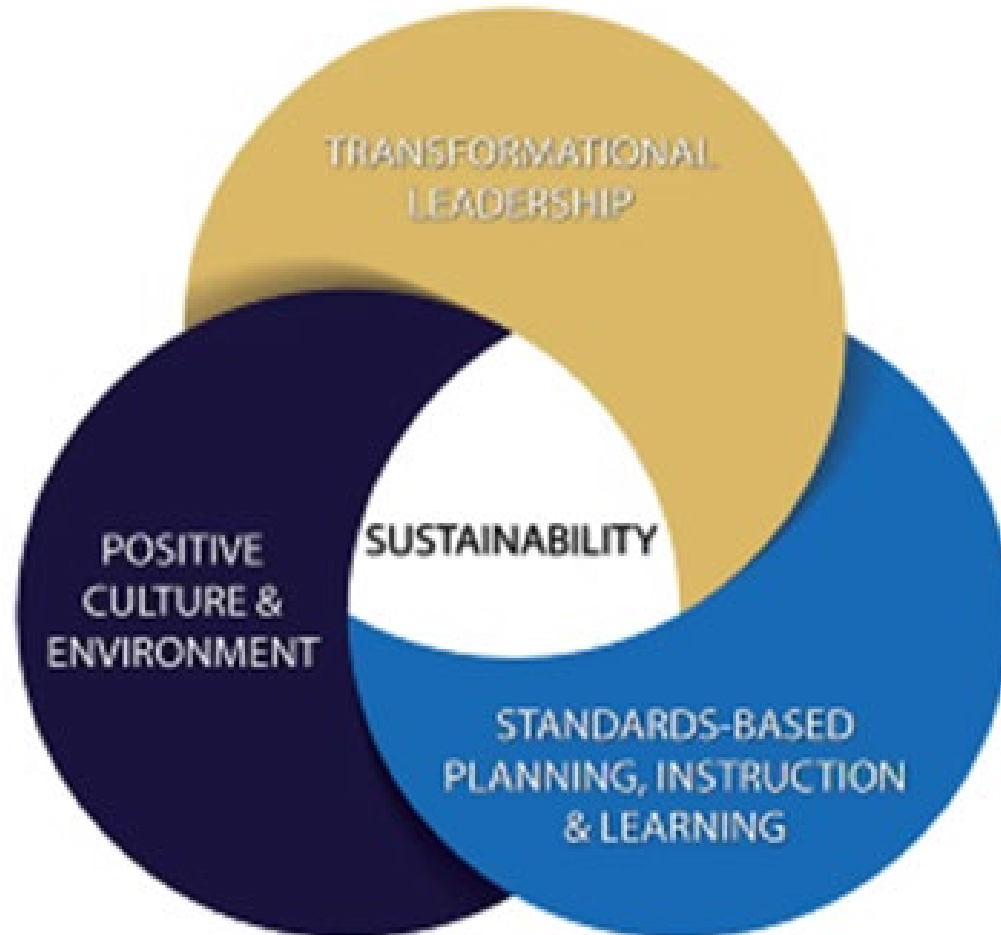 TRANSFORMATIONAL
LEADERSHIP
SUSTAINABILITY
POSITIVE
CULTURE &
ENVIRONMENT
STANDARDS-BASED
PLANNING, INSTRUCTION
& LEARNING